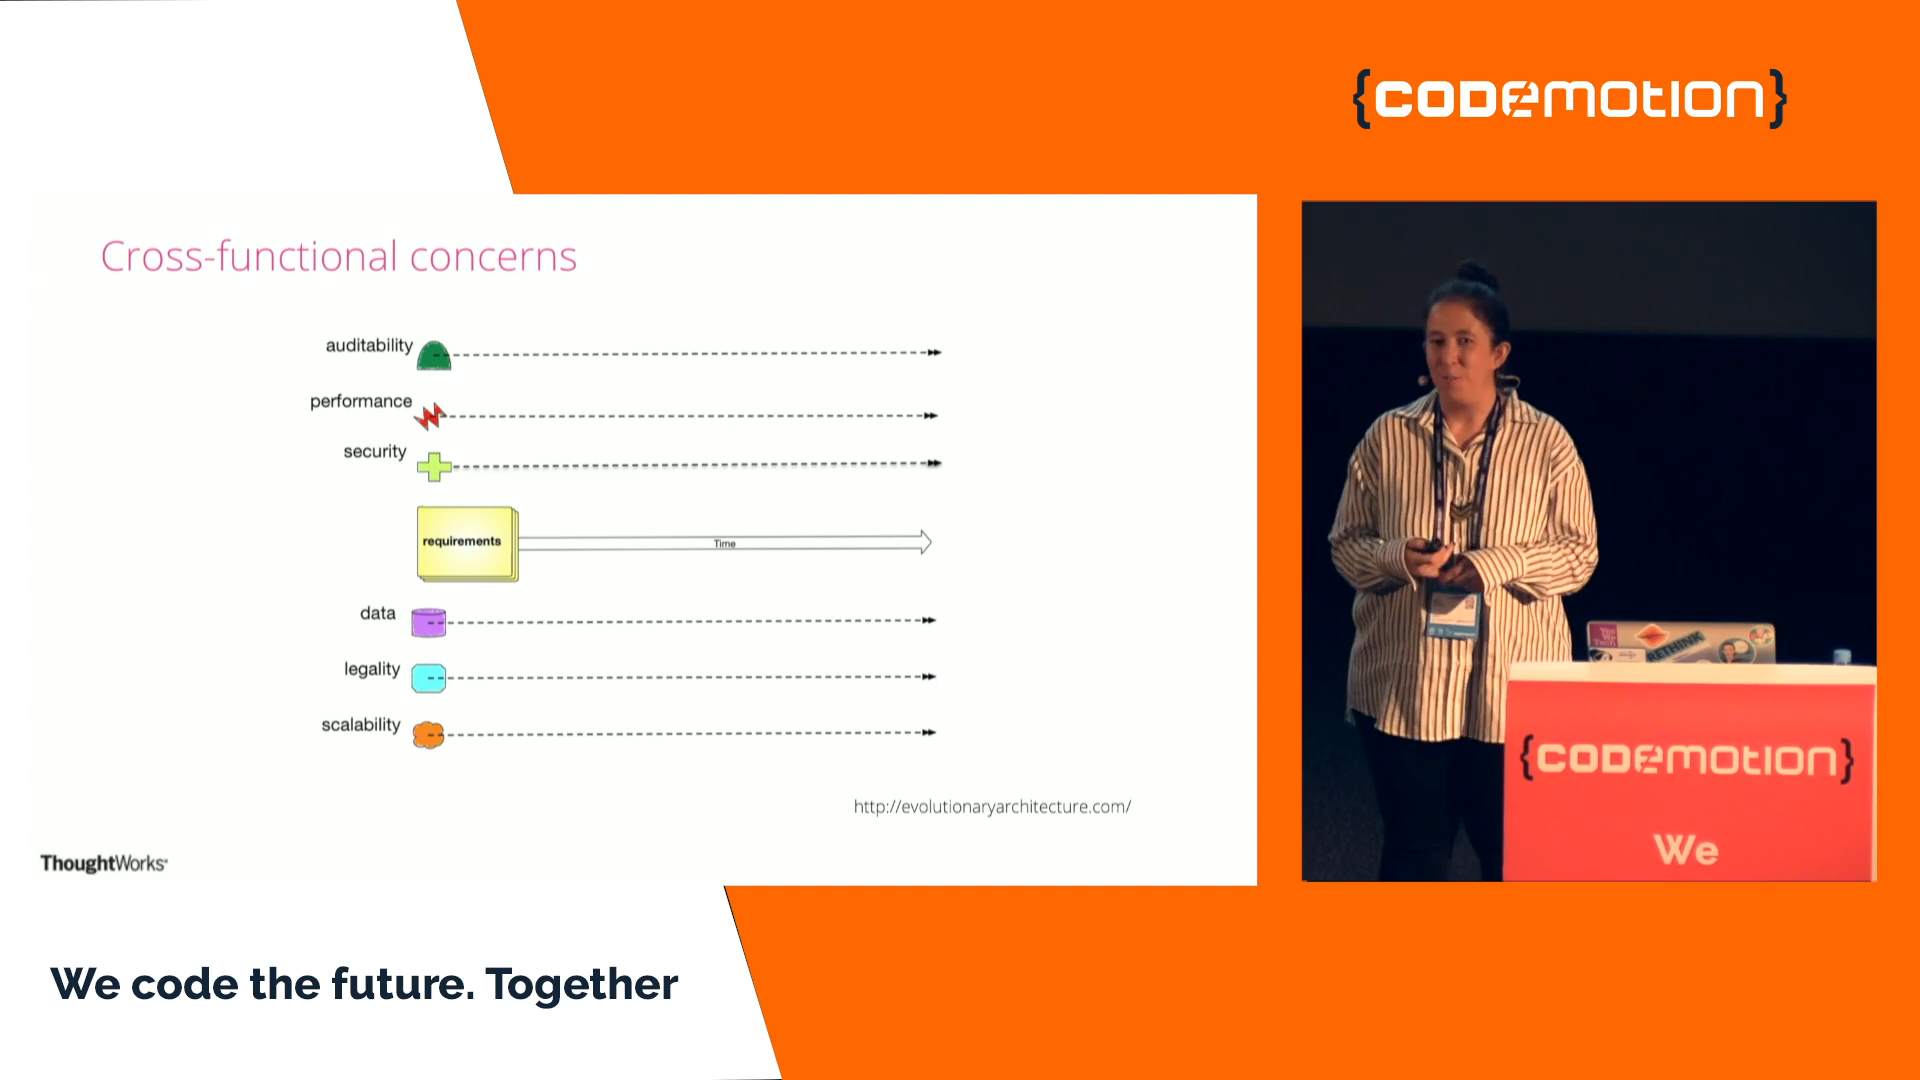 {CODEMOTION}
Cross-functional concerns
auditability
performance
security
requirements
Time
data
legality
scalability
http://evolutionaryarchitecture.com/
ThoughtWorks
RETHINK
{CODEMOTION}
We
We code the future. Together